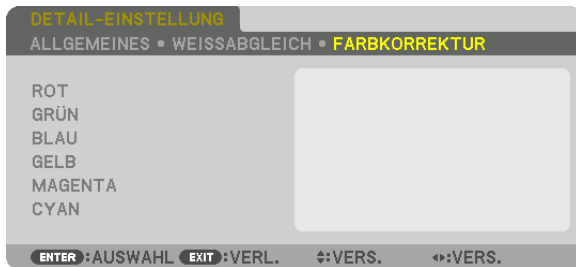 DETAIL-EINSTELLUNG
ALLGEMEINES • WEISSABGLEICH • FARBKORREKTUR
ROT
GRÜN
BLAU
GELB
MAGENTA
CYAN
ENTER :AUSWAHL EXIT :VERL. :VERS. :VERS.